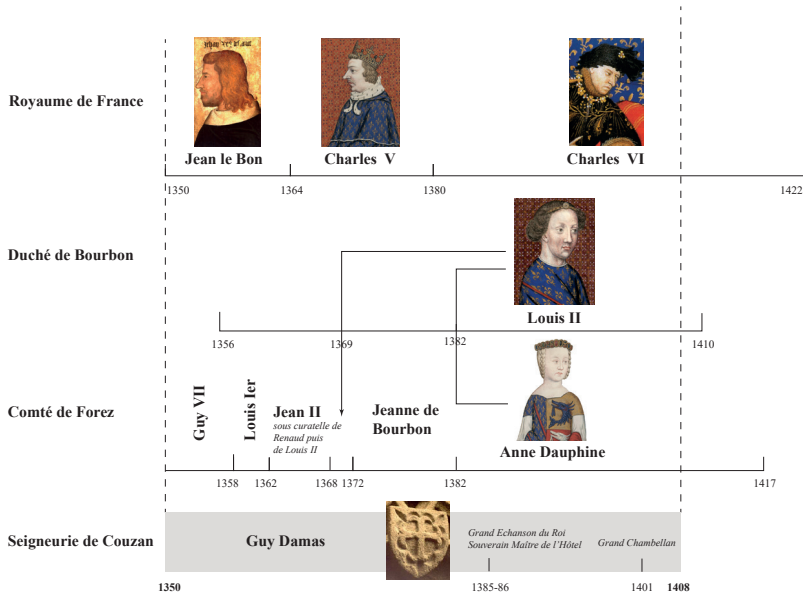 Royaume de France
Jean le Bon
Charles V
Charles VI
1350
1364
1380
1422
Duché de Bourbon
Louis II
1356
1369
1382
1410
Comté de Forez
Guy VII
Louis Ier
Jean II
sous curatelle de
Renaud puis
de Louis II
Jeanne de
Bourbon
Anne Dauphine
1358
1362
1368
1372
1382
1417
Seigneurie de Couzan
Guy Damas
Grand Echanson du Roi
Souverain Maître de l'Hôtel
Grand Chambellan
1350
1385-86
1401
1408